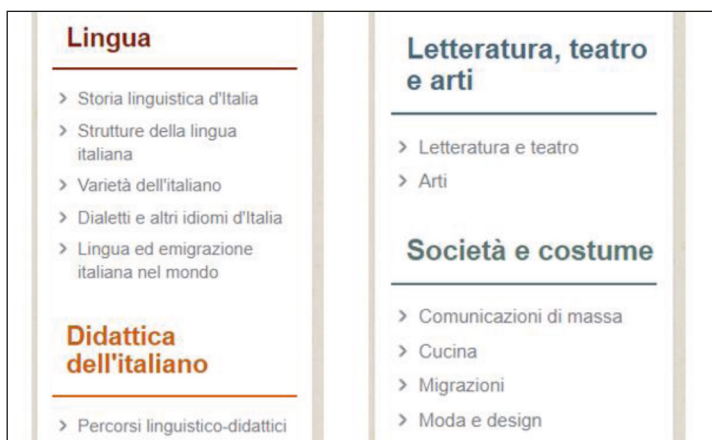 Lingua
> Storia linguistica d'Italia
> Strutture della lingua
italiana
> Varietà dell'italiano
> Dialetti e altri idiomi d'Italia
> Lingua ed emigrazione
italiana nel mondo
Didattica
dell'italiano
> Percorsi linguistico-didattici
Letteratura, teatro
e arti
> Letteratura e teatro
> Arti
Società e costume
> Comunicazioni di massa
> Cucina
> Migrazioni
> Moda e design